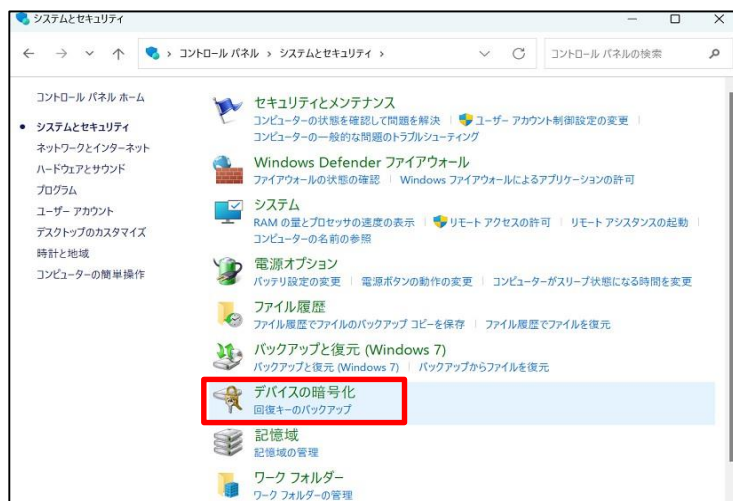 システムとセキュリティ
コントロール パネル › システムとセキュリティ ›
コントロール パネルの検索
コントロール パネル ホーム
システムとセキュリティ
ネットワークとインターネット
ハードウェアとサウンド
プログラム
ユーザー アカウント
デスクトップのカスタマイズ
時計と地域
コンピューターの簡単操作
セキュリティとメンテナンス
コンピューターの状態を確認して問題を解決 | ユーザー アカウント制御設定の変更 |
コンピューターの一般的な問題のトラブルシューティング
Windows Defender ファイアウォール
ファイアウォールの状態の確認 | Windows ファイアウォールによるアプリケーションの許可
システム
RAM の量とプロセッサの速度の表示 | リモート アクセスの許可 | リモート アシスタンスの起動 |
コンピューターの名前の参照
電源オプション
バッテリ設定の変更 | 電源ボタンの動作の変更 | コンピューターがスリープ状態になる時間を変更
ファイル履歴
ファイル履歴でファイルのバックアップ コピーを保存 | ファイル履歴でファイルを復元
バックアップと復元 (Windows 7)
バックアップと復元 (Windows 7) | バックアップからファイルを復元
デバイスの暗号化
回復キーのバックアップ
記憶域
記憶域の管理
ワーク フォルダー
ワーク フォルダーの管理